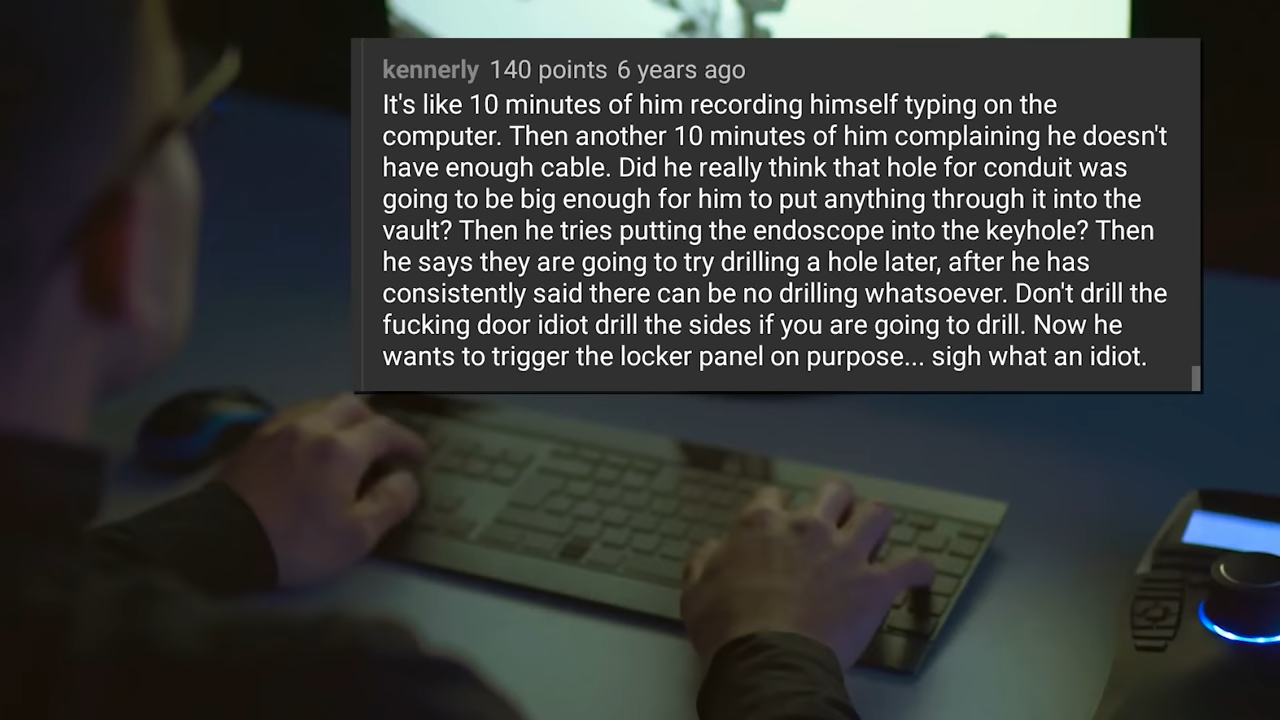 kennerly 140 points 6 years ago
It's like 10 minutes of him recording himself typing on the
computer. Then another 10 minutes of him complaining he doesn't
have enough cable. Did he really think that hole for conduit was
going to be big enough for him to put anything through it into the
vault? Then he tries putting the endoscope into the keyhole? Then
he says they are going to try drilling a hole later, after he has
consistently said there can be no drilling whatsoever. Don't drill the
fucking door idiot drill the sides if you are going to drill. Now he
wants to trigger the locker panel on purpose... sigh what an idiot.